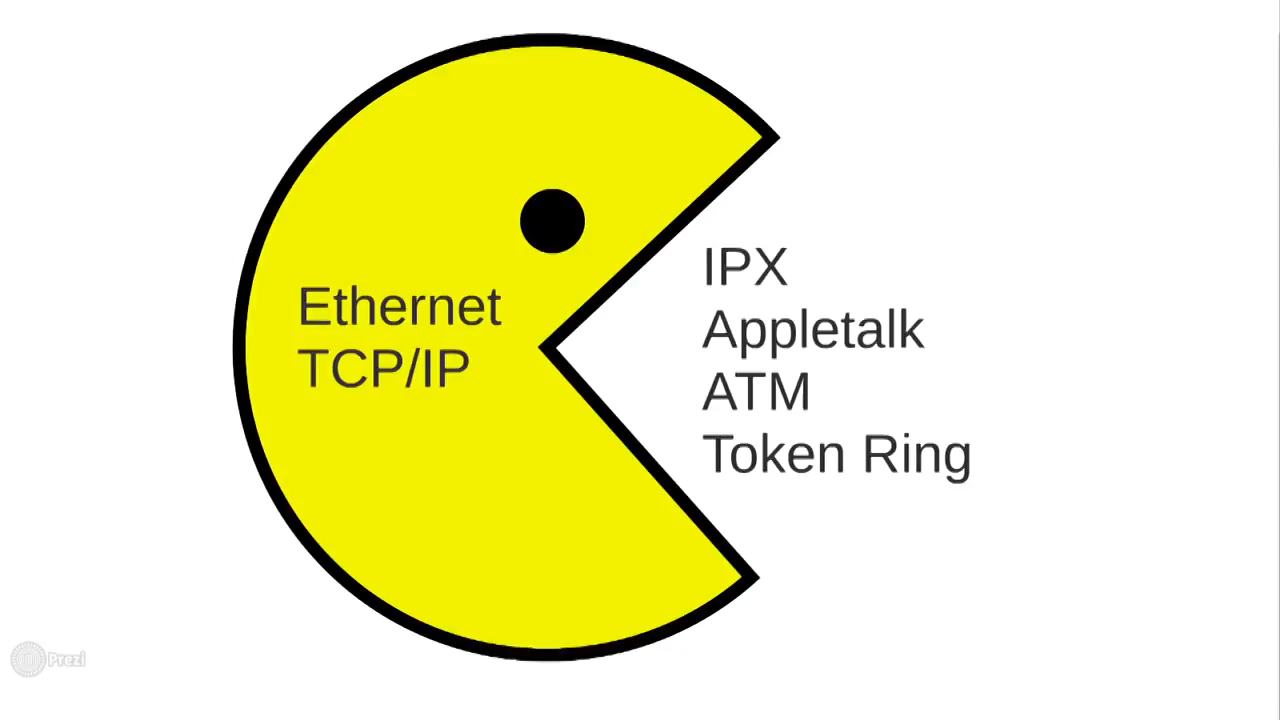 Ethernet
TCP/IP
IPX
Appletalk
ATM
Token Ring
Prezi